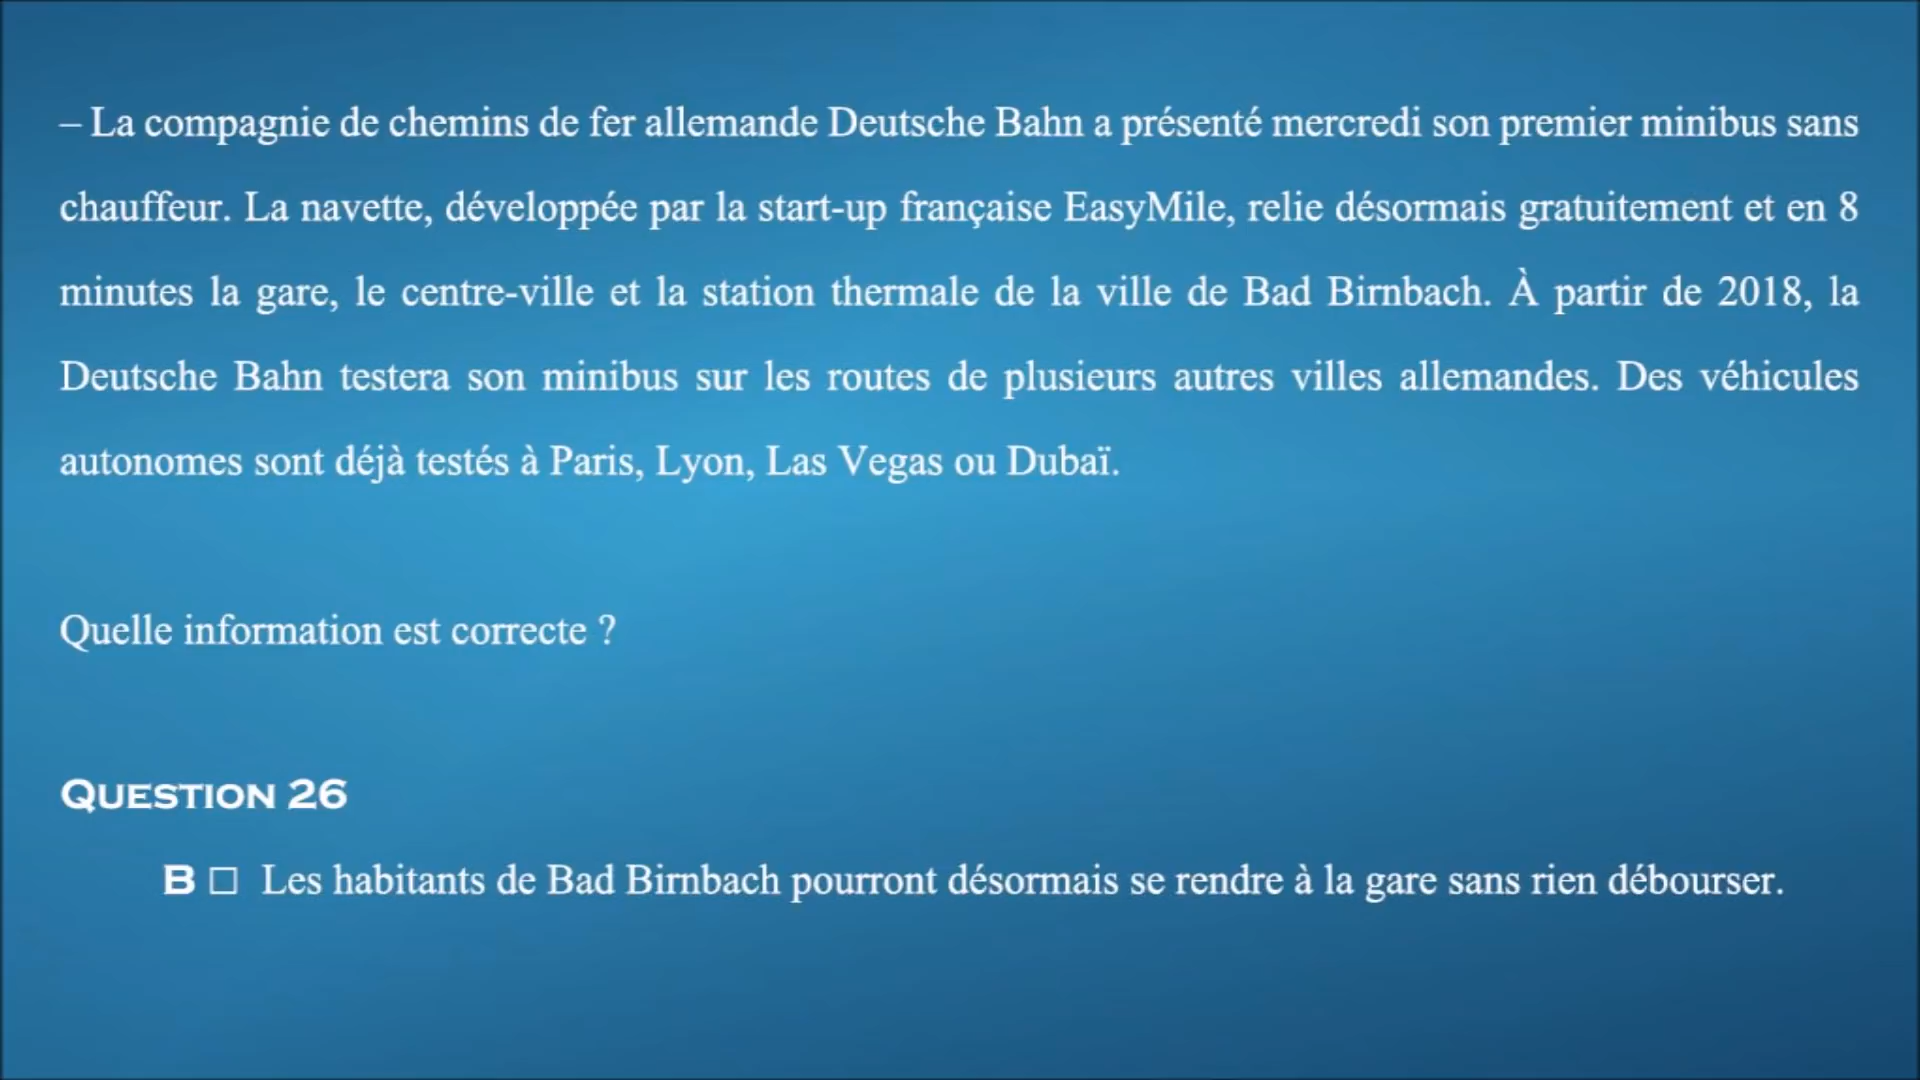 – La compagnie de chemins de fer allemande Deutsche Bahn a présenté mercredi son premier minibus sans
chauffeur. La navette, développée par la start-up française EasyMile, relie désormais gratuitement et en 8
minutes la gare, le centre-ville et la station thermale de la ville de Bad Birnbach. À partir de 2018, la
Deutsche Bahn testera son minibus sur les routes de plusieurs autres villes allemandes. Des véhicules
autonomes sont déjà testés à Paris, Lyon, Las Vegas ou Dubaï.
Quelle information est correcte ?
QUESTION 26
B □ Les habitants de Bad Birnbach pourront désormais se rendre à la gare sans rien débourser.